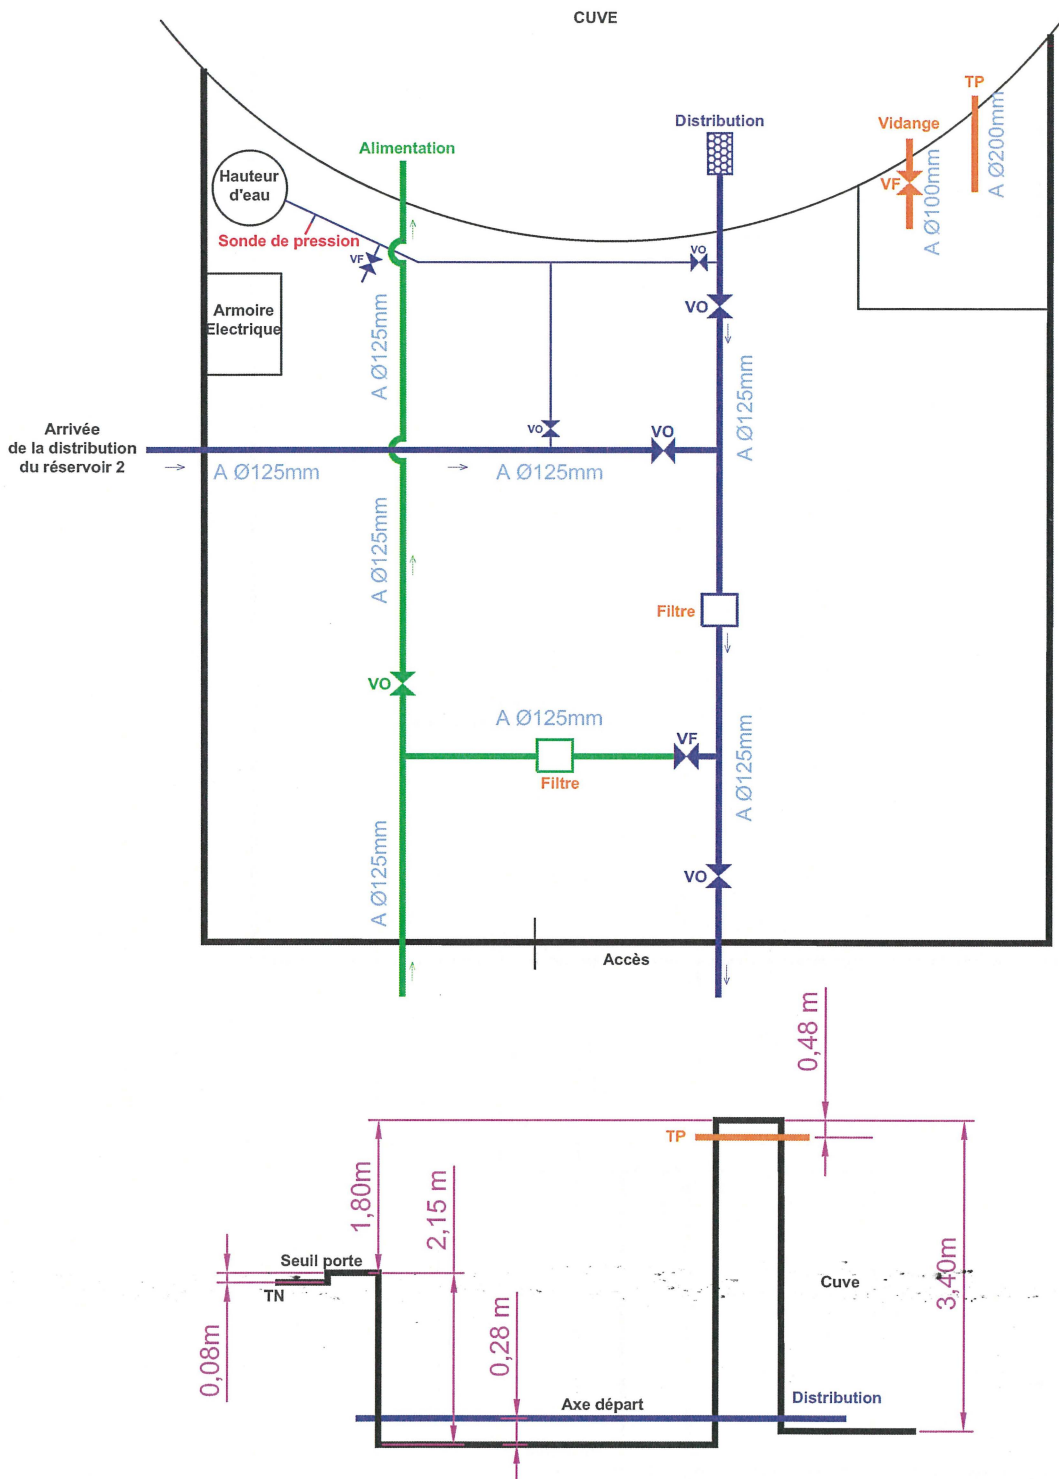 CUVE
TP
Vidange
Distribution
Alimentation
Hauteur
d'eau
VF
A Ø100mm
A Ø200mm
Sonde de pression
VF
VO
VO
Armoire
Electrique
A Ø125mm
A Ø125mm
Arrivée
de la distribution
du réservoir 2
VO
VO
A Ø125mm
A Ø125mm
A Ø125mm
Filtre
VO
A Ø125mm
VF
Filtre
A Ø125mm
A Ø125mm
VO
Accès
0,48 m
TP
1,80m
2,15 m
Seuil porte
TN
0,08m
Cuve
3,40m
0,28 m
Axe départ
Distribution